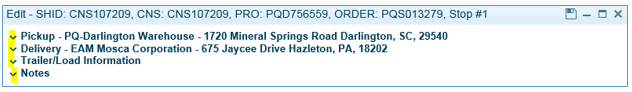 Edit - SHID: CNS107209, CNS: CNS107209, PRO: PQD756559, ORDER: PQS013279, Stop #1
Pickup - PQ-Darlington Warehouse - 1720 Mineral Springs Road Darlington, SC, 29540
Delivery - EAM Mosca Corporation - 675 Jaycee Drive Hazleton, PA, 18202
Trailer/Load Information
Notes